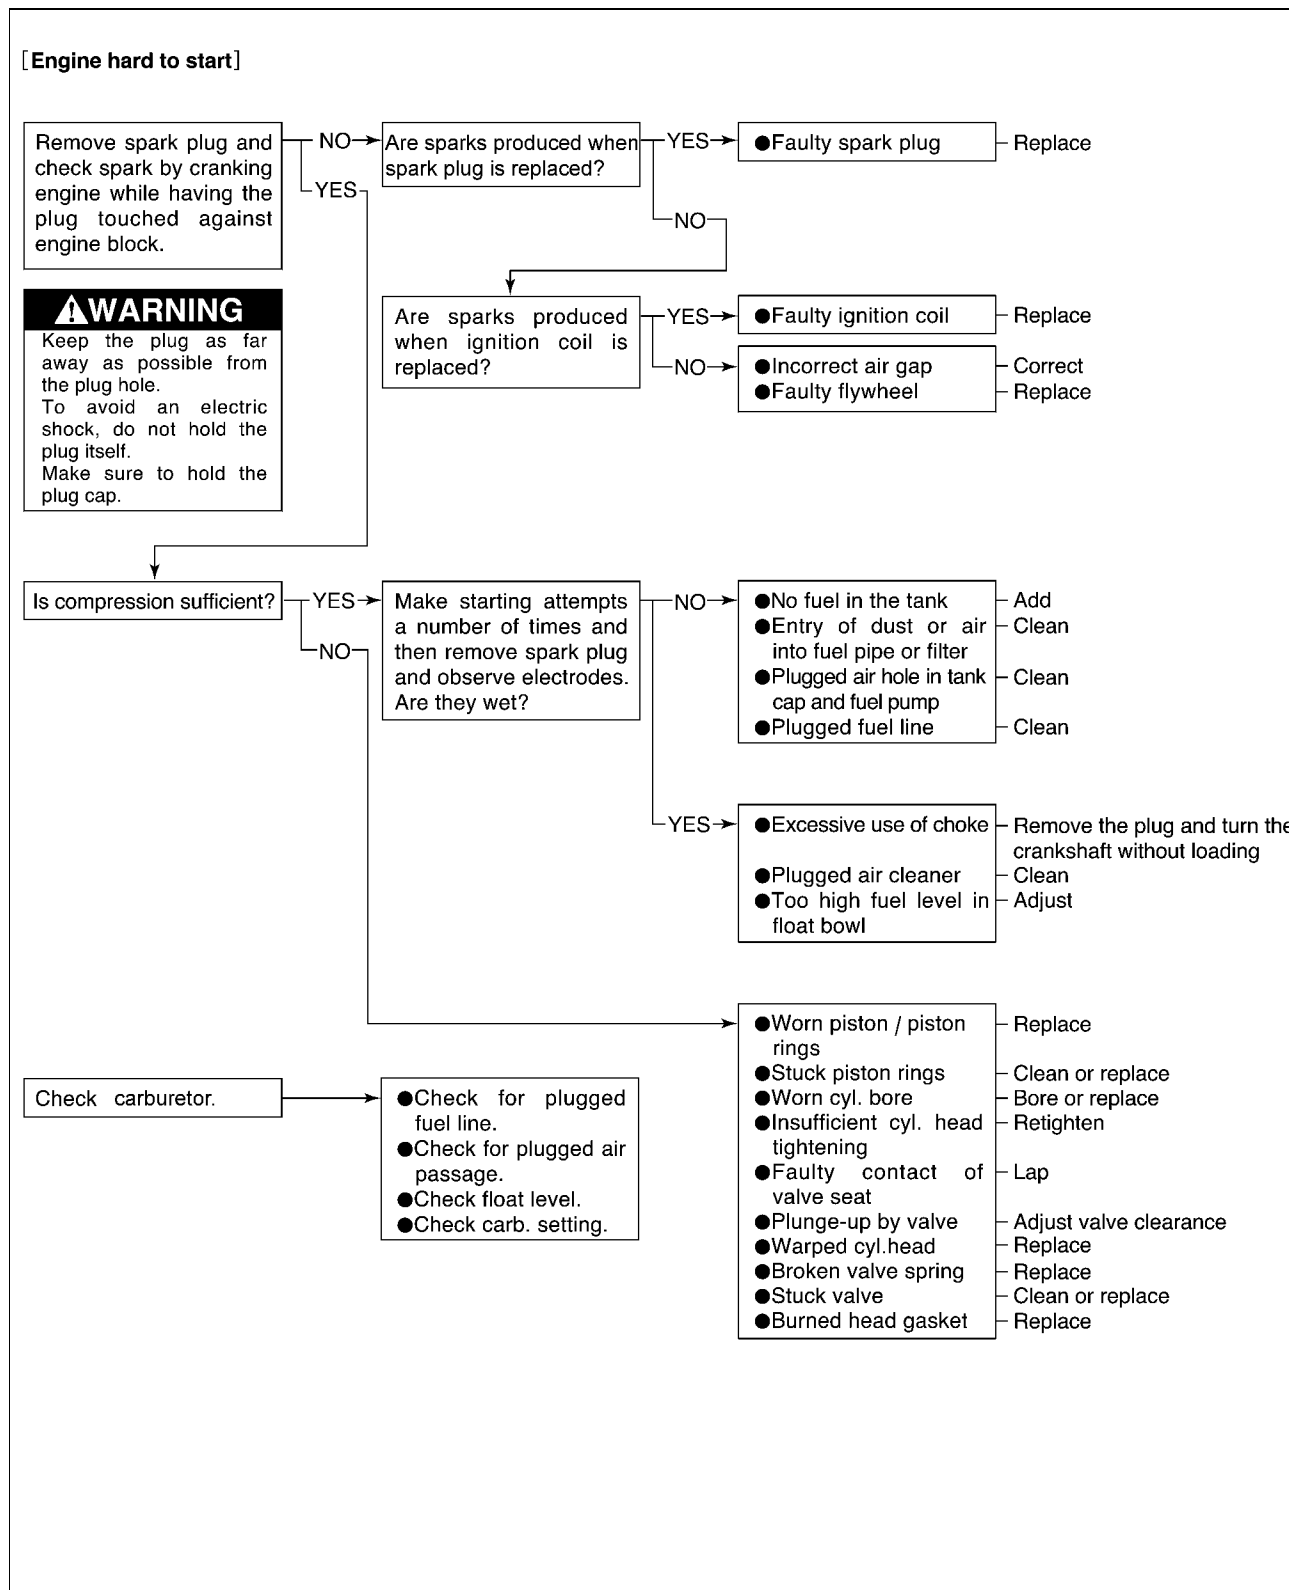 [Engine hard to start]
Remove spark plug and
check spark by cranking
engine while having the
plug touched against
engine block.
NO
YES
Are sparks produced when
spark plug is replaced?
YES
NO
●Faulty spark plug
Replace
WARNING
Keep the plug as far
away as possible from
the plug hole.
To avoid an electric
shock, do not hold the
plug itself.
Make sure to hold the
plug cap.
Are sparks produced
when ignition coil is
replaced?
YES
NO
●Faulty ignition coil
Replace
●Incorrect air gap
Correct
●Faulty flywheel
Replace
Is compression sufficient?
YES
NO
Make starting attempts
a number of times and
then remove spark plug
and observe electrodes.
Are they wet?
NO
YES
●No fuel in the tank
Add
●Entry of dust or air
into fuel pipe or filter
Clean
●Plugged air hole in tank
cap and fuel pump
Clean
●Plugged fuel line
Clean
●Excessive use of choke
Remove the plug and turn the
crankshaft without loading
●Plugged air cleaner
Clean
●Too high fuel level in
float bowl
Adjust
●Worn piston / piston
rings
Replace
●Stuck piston rings
Clean or replace
●Worn cyl. bore
Bore or replace
●Insufficient cyl. head
tightening
Retighten
●Faulty contact of
valve seat
Lap
●Plunge-up by valve
Adjust valve clearance
●Warped cyl.head
Replace
●Broken valve spring
Replace
●Stuck valve
Clean or replace
●Burned head gasket
Replace
Check carburetor.
●Check for plugged
fuel line.
●Check for plugged air
passage.
●Check float level.
●Check carb. setting.